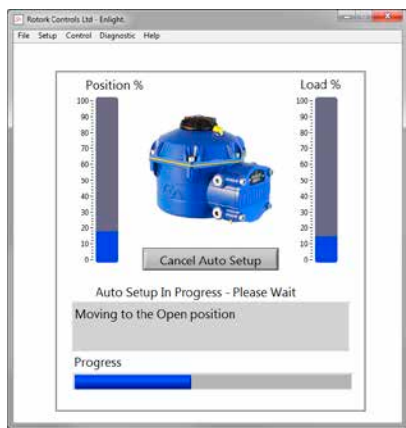 Rotork Controls Ltd - Enlight.
File Setup Control Diagnostic Help
Position %
Load %
100
90
80
70
60
50
40
30
20
10
0
100
90
80
70
60
50
40
30
20
10
0
Cancel Auto Setup
Auto Setup In Progress - Please Wait
Moving to the Open position
Progress